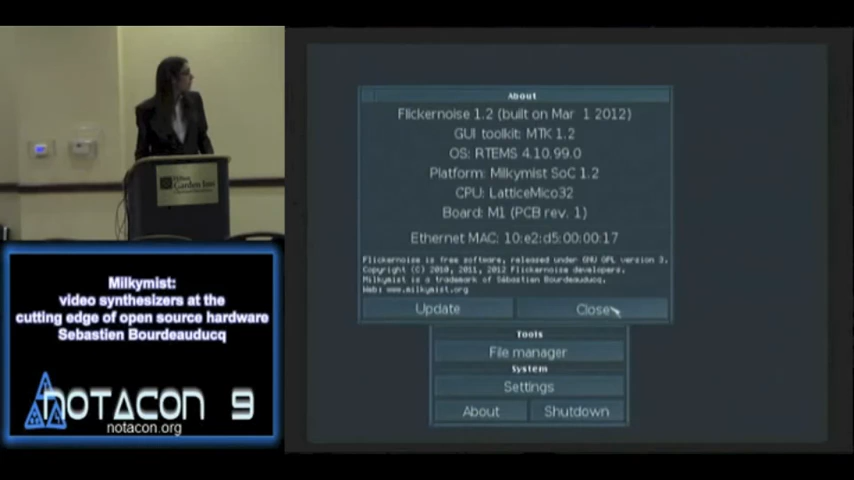 About
Flickernoise 1.2 (built on Mar 1 2012)
GUI toolkit: MTK 1.2
OS: RTEMS 4.10.99.0
Platform: Milkymist SoC 1.2
CPU: LatticeMico32
Board: M1 (PCB rev. 1)
Ethernet MAC: 10:e2:d5:00:00:17
Flickernoise is free software, released under GNU GPL version 3.
Copyright (C) 2010, 2011, 2012 Flickernoise developers.
Milkymist is a trademark of Sébastien Bourdeauducq.
Web: www.milkymist.org
Update
Close
Tools
File manager
System
Settings
About
Shutdown
Hilton
Garden Inn
Milkymist:
video synthesizers at the
cutting edge of open source hardware
Sebastien Bourdeauducq
NOTACON 9
notacon.org